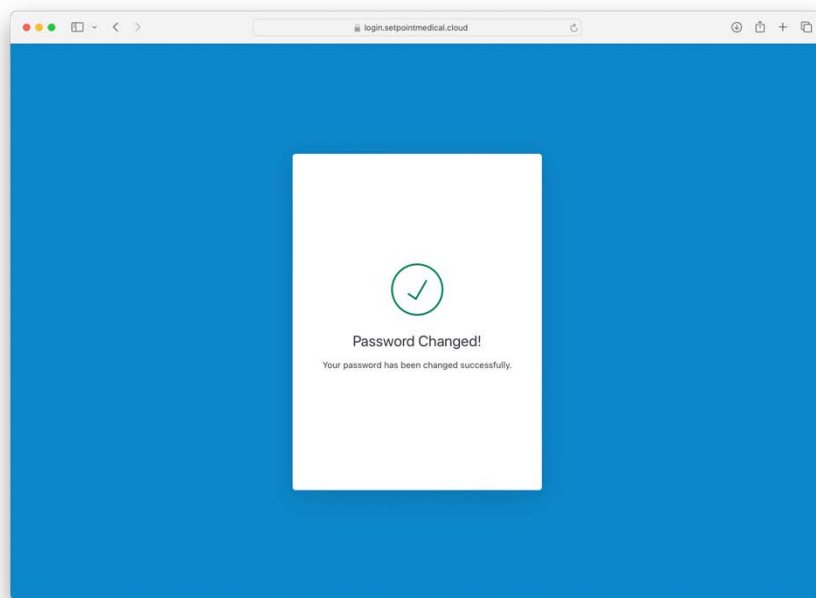 login.setpointmedical.cloud
Password Changed!
Your password has been changed successfully.